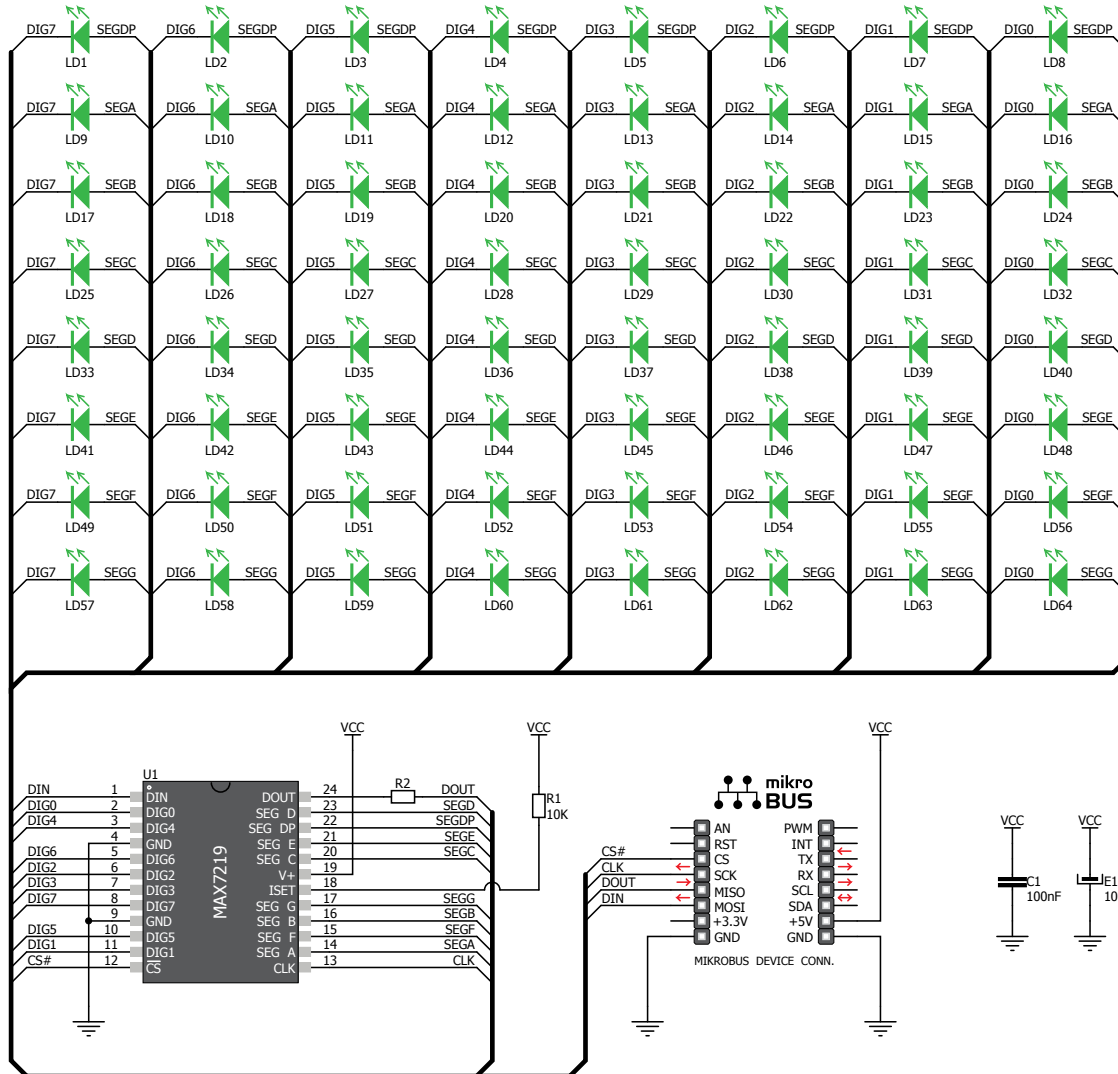 DIG7 SEGDP DIG6 SEGDP DIG5 SEGDP DIG4 SEGDP DIG3 SEGDP DIG2 SEGDP DIG1 SEGDP DIG0 SEGDP
LD1 LD2 LD3 LD4 LD5 LD6 LD7 LD8
DIG7 SEGA DIG6 SEGA DIG5 SEGA DIG4 SEGA DIG3 SEGA DIG2 SEGA DIG1 SEGA DIG0 SEGA
LD9 LD10 LD11 LD12 LD13 LD14 LD15 LD16
DIG7 SEGB DIG6 SEGB DIG5 SEGB DIG4 SEGB DIG3 SEGB DIG2 SEGB DIG1 SEGB DIG0 SEGB
LD17 LD18 LD19 LD20 LD21 LD22 LD23 LD24
DIG7 SEGC DIG6 SEGC DIG5 SEGC DIG4 SEGC DIG3 SEGC DIG2 SEGC DIG1 SEGC DIG0 SEGC
LD25 LD26 LD27 LD28 LD29 LD30 LD31 LD32
DIG7 SEGD DIG6 SEGD DIG5 SEGD DIG4 SEGD DIG3 SEGD DIG2 SEGD DIG1 SEGD DIG0 SEGD
LD33 LD34 LD35 LD36 LD37 LD38 LD39 LD40
DIG7 SEGE DIG6 SEGE DIG5 SEGE DIG4 SEGE DIG3 SEGE DIG2 SEGE DIG1 SEGE DIG0 SEGE
LD41 LD42 LD43 LD44 LD45 LD46 LD47 LD48
DIG7 SEGF DIG6 SEGF DIG5 SEGF DIG4 SEGF DIG3 SEGF DIG2 SEGF DIG1 SEGF DIG0 SEGF
LD49 LD50 LD51 LD52 LD53 LD54 LD55 LD56
DIG7 SEGG DIG6 SEGG DIG5 SEGG DIG4 SEGG DIG3 SEGG DIG2 SEGG DIG1 SEGG DIG0 SEGG
LD57 LD58 LD59 LD60 LD61 LD62 LD63 LD64
VCC VCC VCC
U1
MAX7219
DIN 1 DIN DOUT 24 R2 DOUT
DIG0 2 DIG0 SEG D 23 SEGD
DIG4 3 DIG4 SEG DP 22 SEGDP
4 GND SEG E 21 SEGE
DIG6 5 DIG6 SEG C 20 SEGC
DIG2 6 DIG2 V+ 19
DIG3 7 DIG3 ISET 18
DIG7 8 DIG7 SEG G 17 SEGG
9 GND SEG B 16 SEGB
DIG5 10 DIG5 SEG F 15 SEGF
DIG1 11 DIG1 SEG A 14 SEGA
CS# 12 CS CLK 13 CLK
R1
10K
mikro
BUS
AN PWM
RST INT
CS# CS TX
CLK SCK RX
DOUT MISO SCL
DIN MOSI SDA
+3.3V +5V
GND GND
MIKROBUS DEVICE CONN.
VCC
C1
100nF
VCC
E1
10